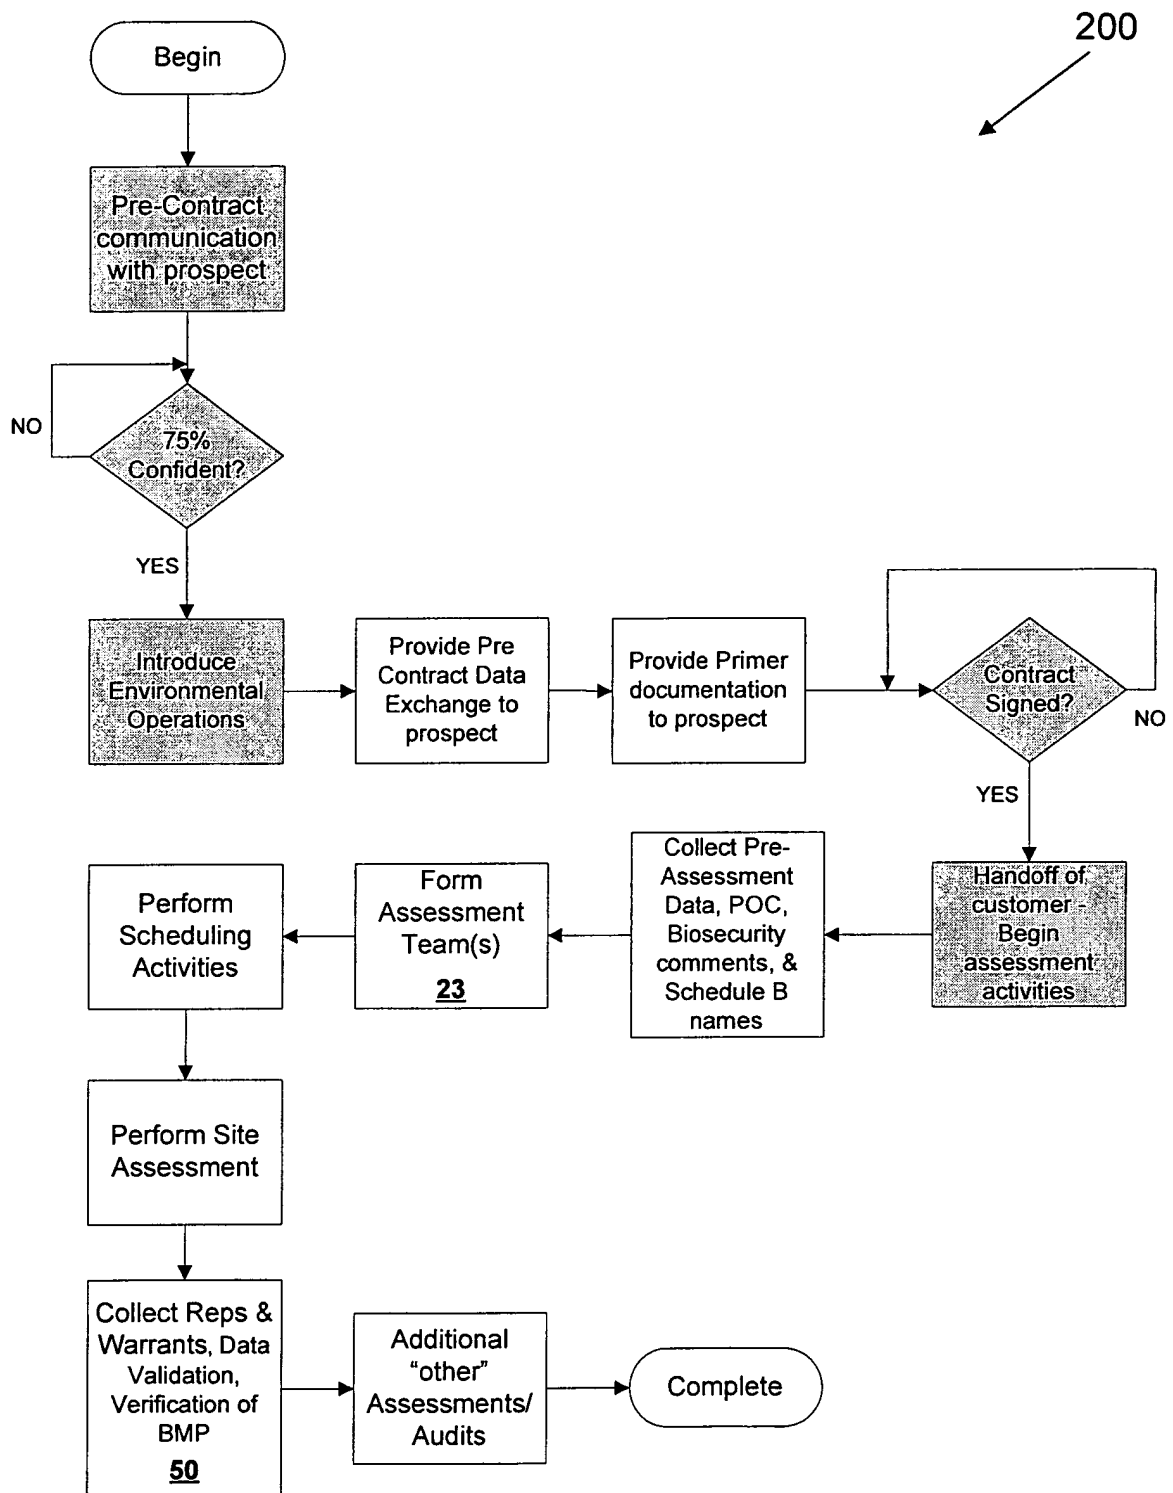 200
Begin
Pre-Contract
communication
with prospect
NO
75%
Confident?
YES
Introduce
Environmental
Operations
Provide Pre
Contract Data
Exchange to
prospect
Provide Primer
documentation
to prospect
Contract
Signed?
NO
YES
Handoff of
customer -
Begin
assessment
activities
Collect Pre-
Assessment
Data, POC,
Biosecurity
comments, &
Schedule B
names
Form
Assessment
Team(s)
23
Perform
Scheduling
Activities
Perform Site
Assessment
Collect Reps &
Warrants, Data
Validation,
Verification of
BMP
50
Additional
“other”
Assessments/
Audits
Complete